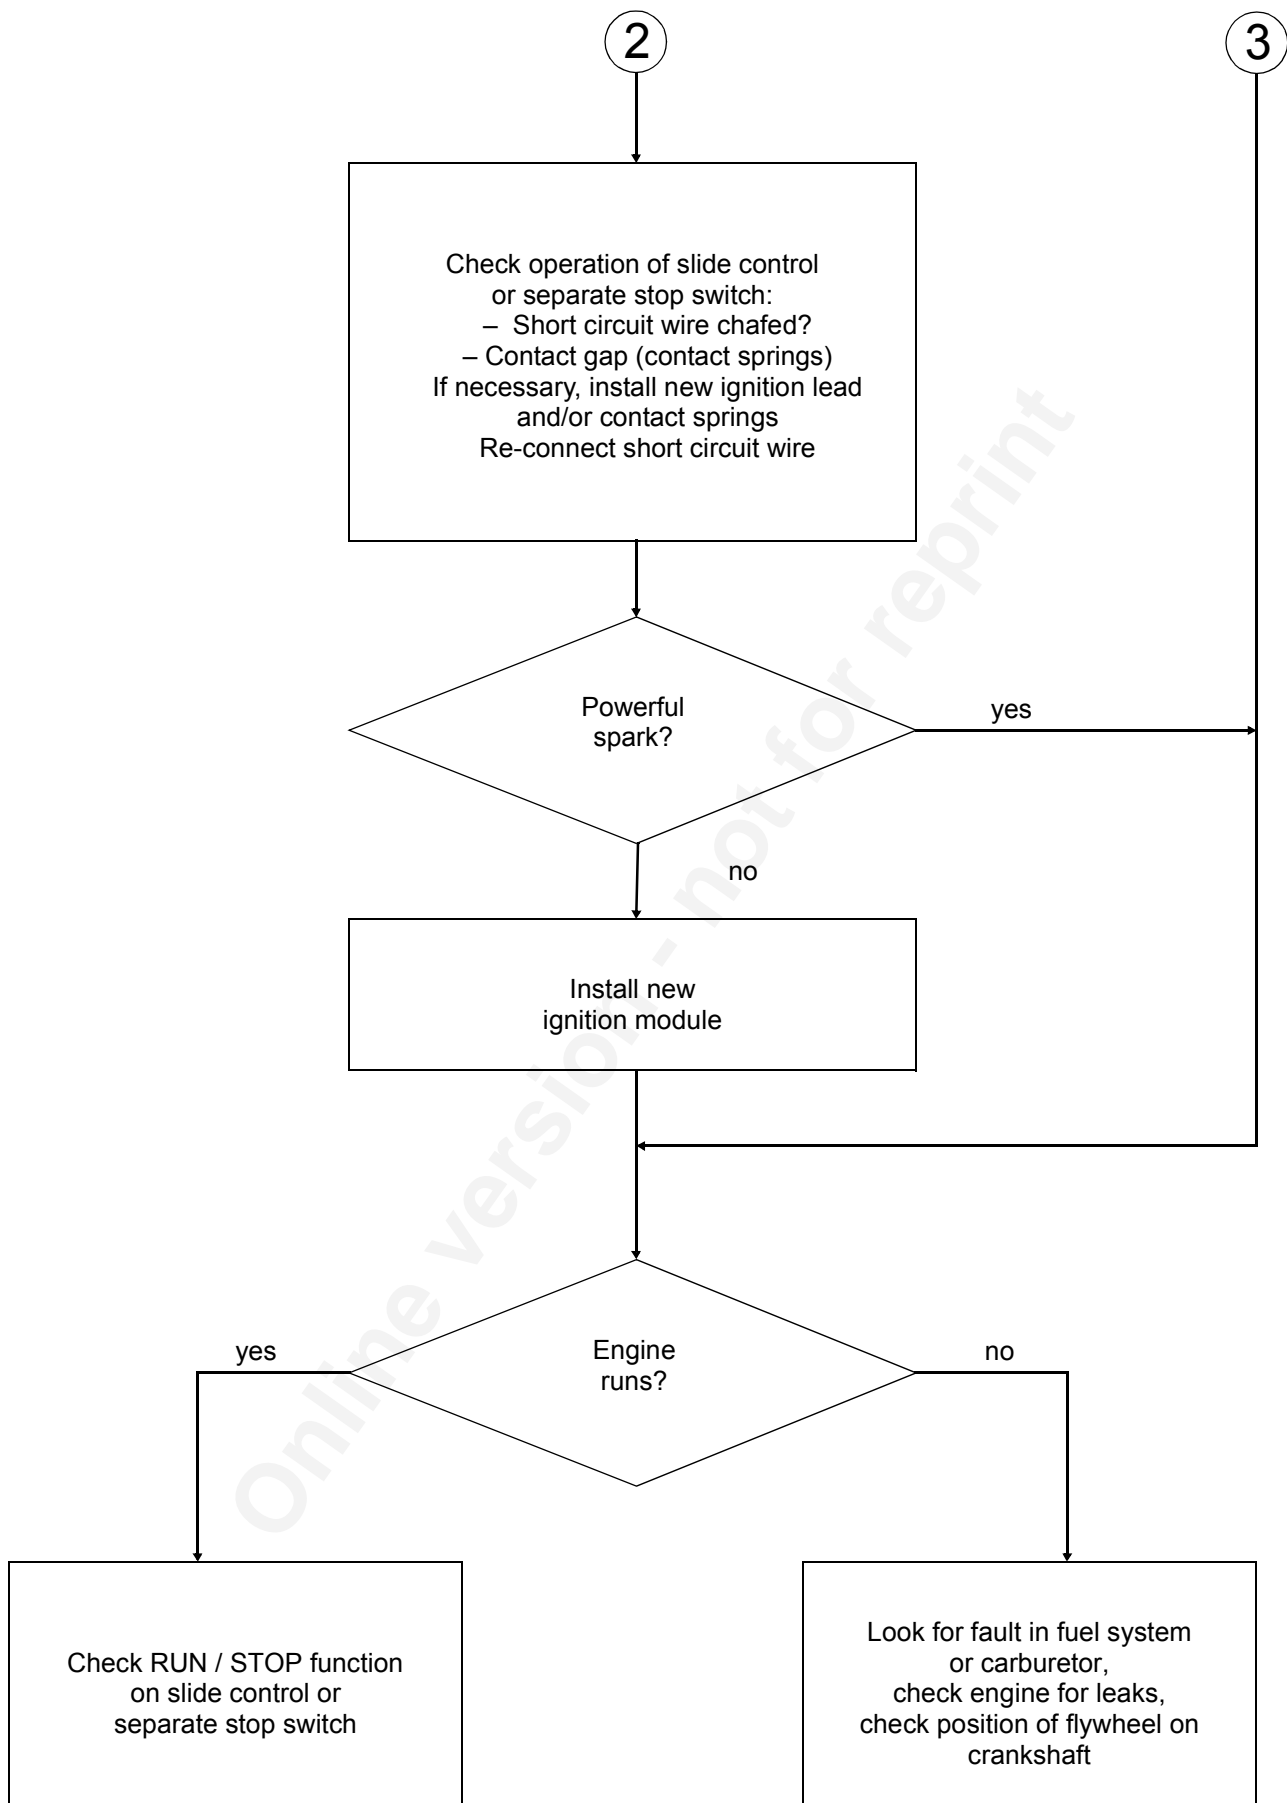 2
3
Check operation of slide control
or separate stop switch:
– Short circuit wire chafed?
– Contact gap (contact springs)
If necessary, install new ignition lead
and/or contact springs
Re-connect short circuit wire
Powerful
spark?
yes
no
Install new
ignition module
Engine
runs?
yes
no
Check RUN / STOP function
on slide control or
separate stop switch
Look for fault in fuel system
or carburetor,
check engine for leaks,
check position of flywheel on
crankshaft
Online version - not for reprint